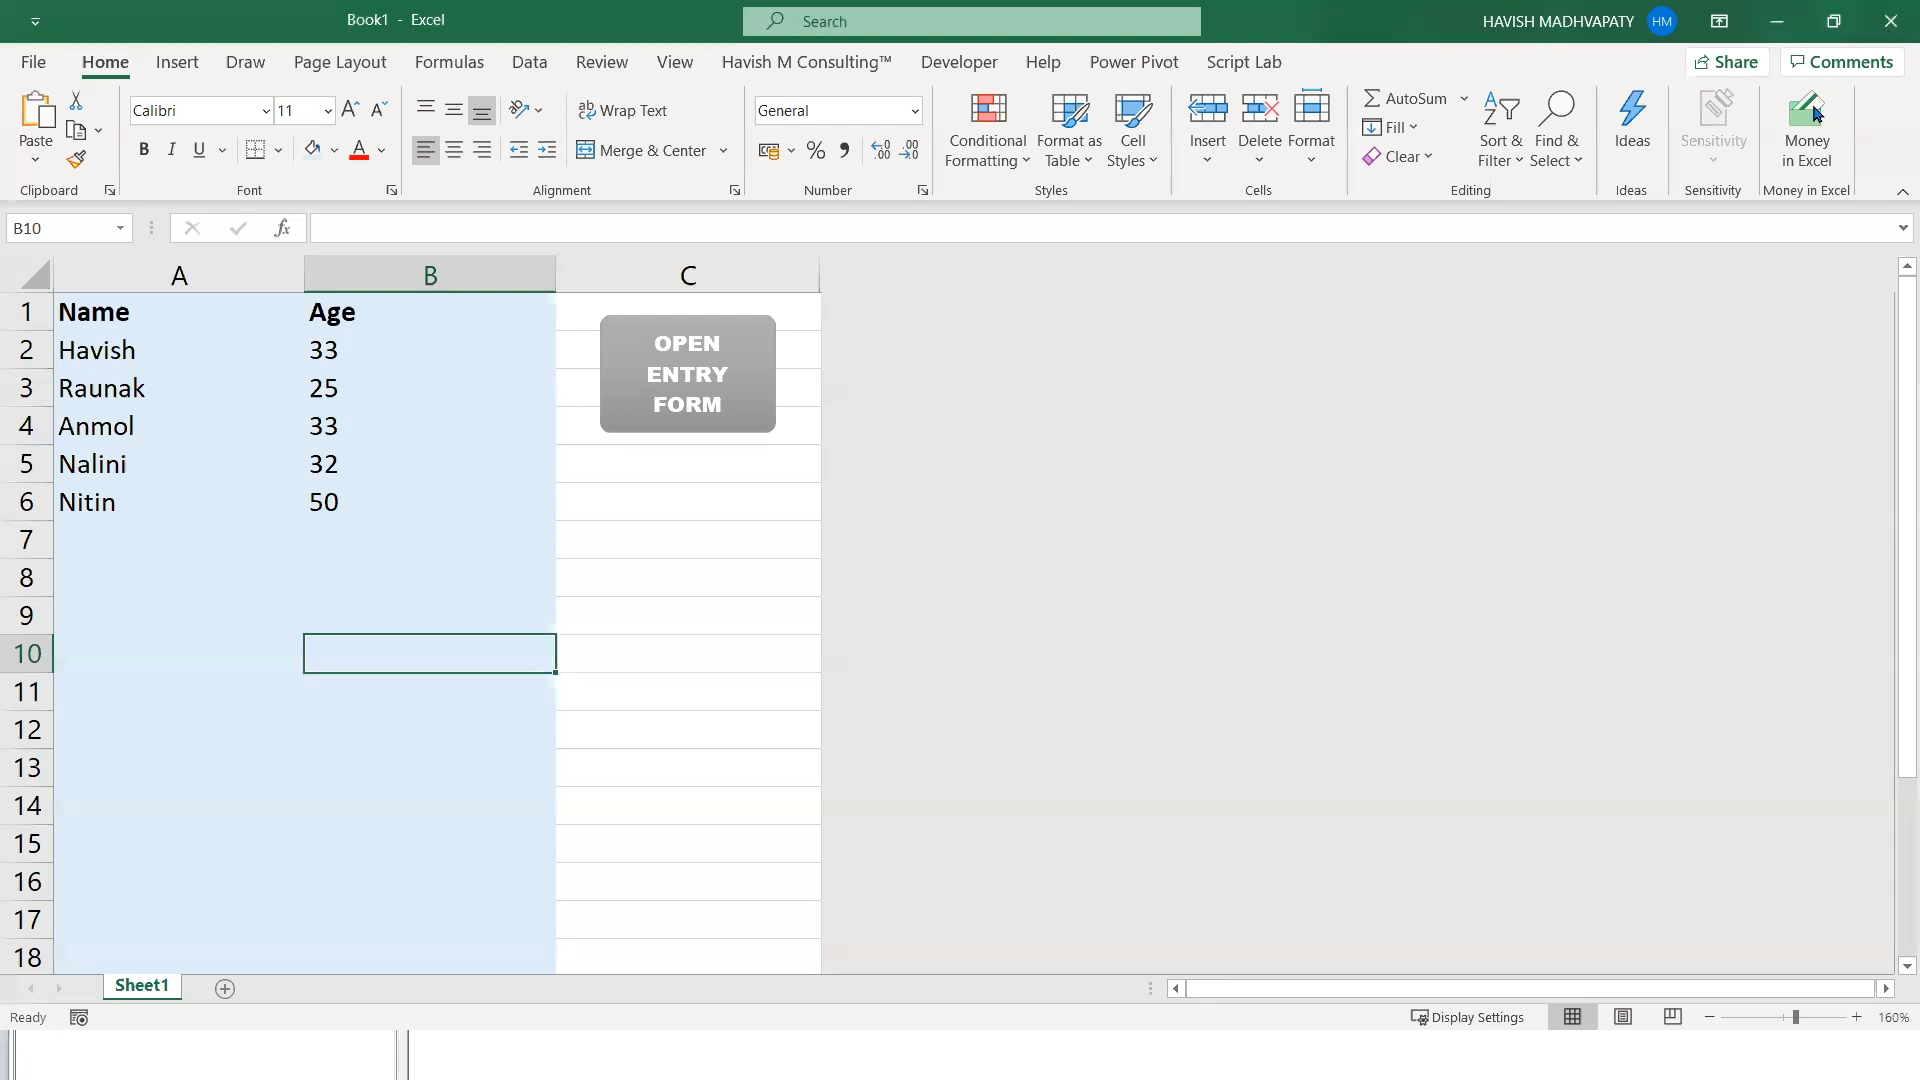 Book1 - Excel
Search
HAVISH MADHVAPATY
HM
File Home Insert Draw Page Layout Formulas Data Review View Havish M Consulting™ Developer Help Power Pivot Script Lab
Share
Comments
Paste
Clipboard
Calibri
11
B I U
Font
Wrap Text
Merge & Center
Alignment
General
Number
Conditional
Formatting
Format as
Table
Cell
Styles
Styles
Insert
Delete
Format
Cells
AutoSum
Fill
Clear
Sort &
Filter
Find &
Select
Editing
Ideas
Ideas
Sensitivity
Sensitivity
Money
in Excel
Money in Excel
B10
fx
A B C
1 Name Age
2 Havish 33
3 Raunak 25
4 Anmol 33
5 Nalini 32
6 Nitin 50
7
8
9
10
11
12
13
14
15
16
17
18
OPEN
ENTRY
FORM
Sheet1
Ready
Display Settings
160%